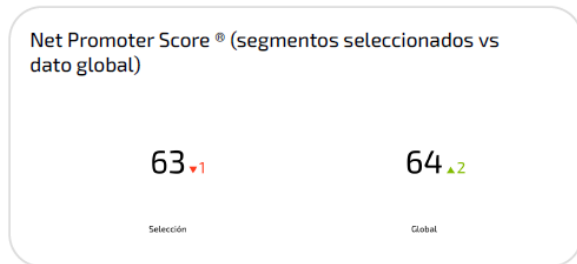 Net Promoter Score ® (segmentos seleccionados vs
dato global)
63 ▼1 64 ▲2
Selección Global